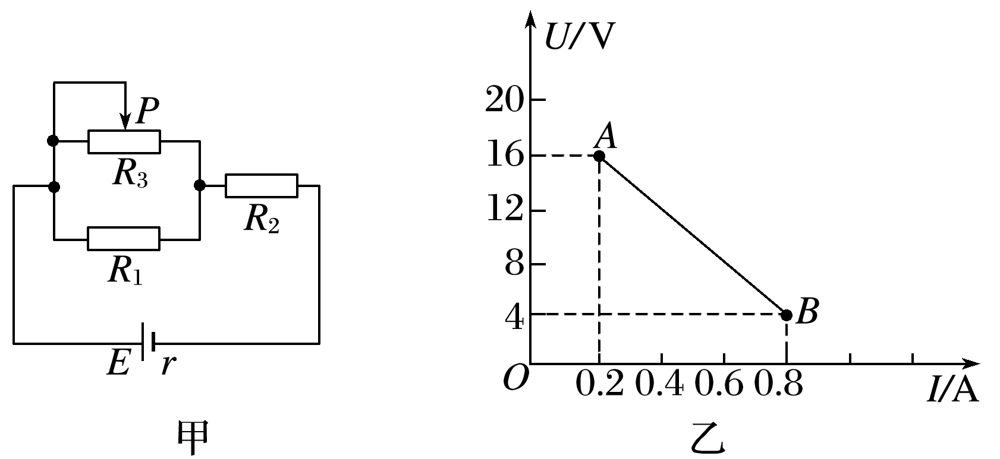 P
R₃
R₂
R₁
E r
甲
U/V
20
16
12
8
4
A
B
O
0.2 0.4 0.6 0.8
I/A
乙